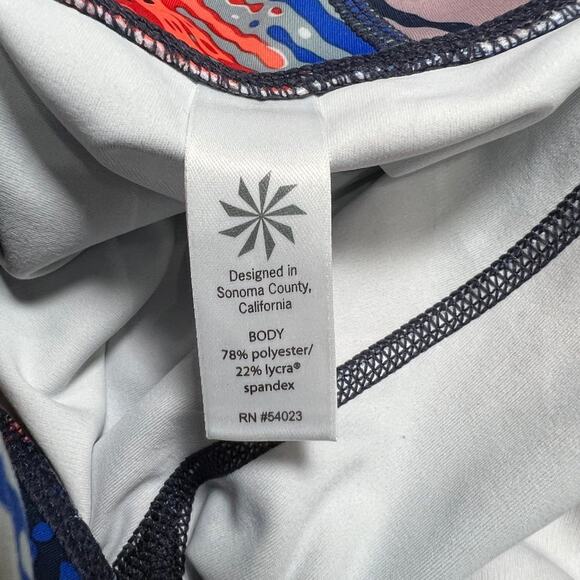 Designed in
Sonoma County,
California
BODY
78% polyester/
22% lycra®
spandex
RN #54023